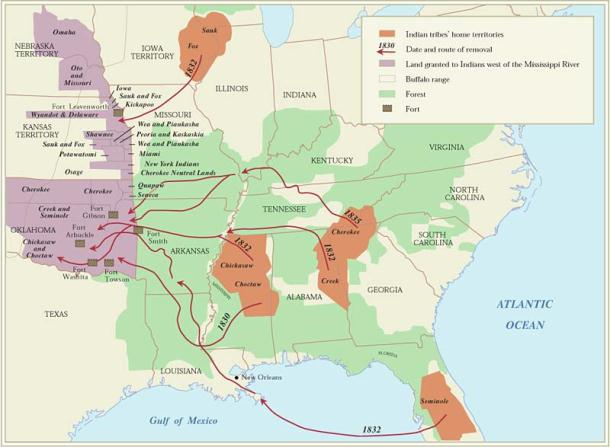 Omaha
NEBRASKA
TERRITORY
Oto
and
Missouri
IOWA
TERRITORY
Sauk
Fox
1832
Iowa
Sauk and Fox
Kickapoo
Fort Leavenworth
Wyandot & Delaware
KANSAS
TERRITORY
MISSOURI
Wea and Piankasha
Shawnee
Peoria and Kaskaskia
Sauk and Fox
Wea and Piankasha
Potawatomi
Miami
New York Indians
Osage
Cherokee Neutral Lands
Quapaw
Seneca
Cherokee
Cherokee
Creek and
Seminole
Fort
Gibson
OKLAHOMA
Fort
Arbuckle
Fort
Smith
Chickasaw
and
Choctaw
Fort
Washita
Fort
Towson
ARKANSAS
TEXAS
LOUISIANA
New Orleans
Gulf of Mexico
ILLINOIS
INDIANA
KENTUCKY
VIRGINIA
TENNESSEE
NORTH
CAROLINA
SOUTH
CAROLINA
1835
Cherokee
1832
Creek
1832
Chickasaw
Choctaw
MISSISSIPPI
1830
ALABAMA
GEORGIA
FLORIDA
Seminole
1832
ATLANTIC
OCEAN
Indian tribes' home territories
1830
Date and route of removal
Land granted to Indians west of the Mississippi River
Buffalo range
Forest
Fort